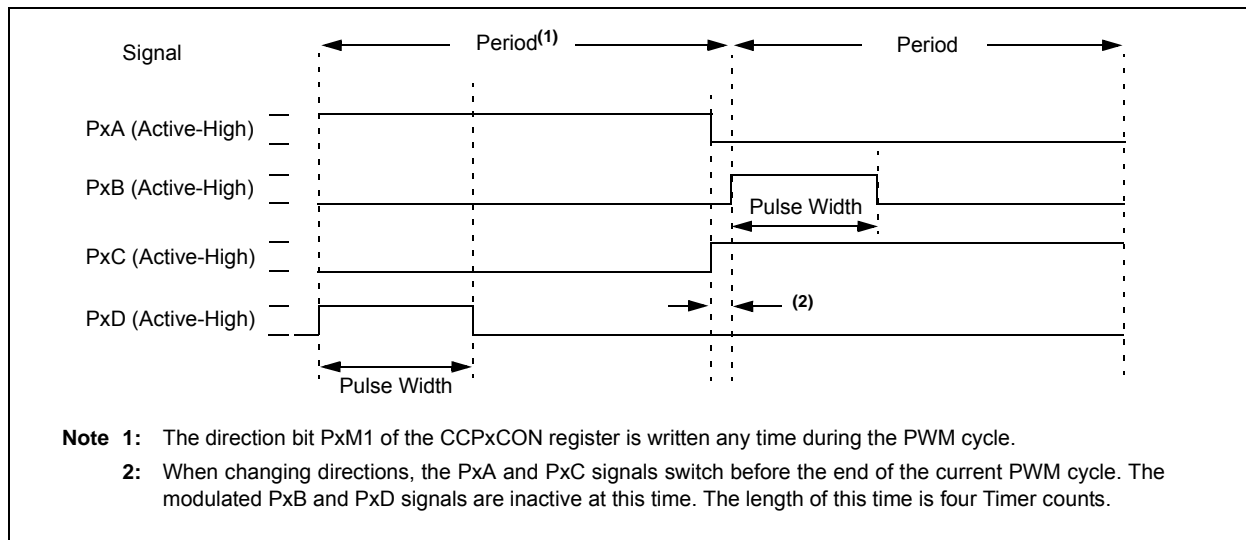 Signal
Period(1)
Period
PxA (Active-High)
PxB (Active-High)
Pulse Width
PxC (Active-High)
(2)
PxD (Active-High)
Pulse Width
Note 1: The direction bit PxM1 of the CCPxCON register is written any time during the PWM cycle.
2: When changing directions, the PxA and PxC signals switch before the end of the current PWM cycle. The
modulated PxB and PxD signals are inactive at this time. The length of this time is four Timer counts.